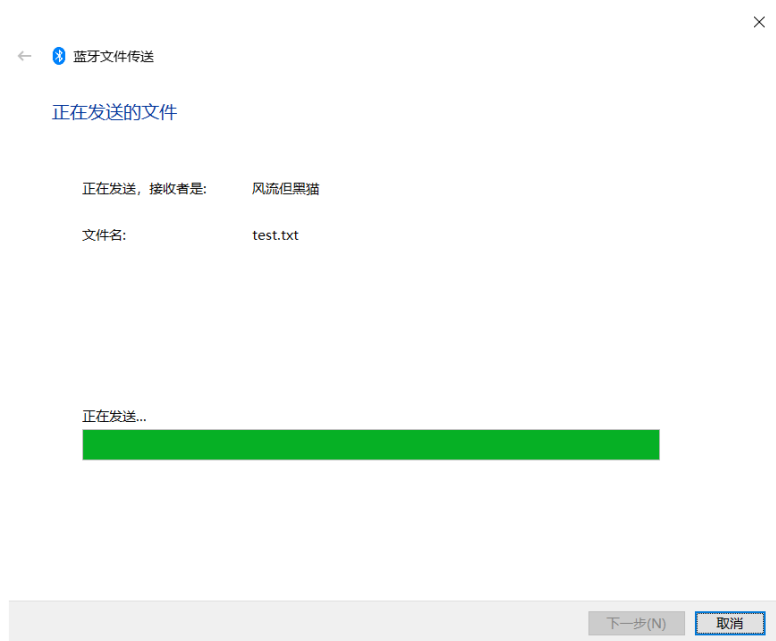 蓝牙文件传送
正在发送的文件
正在发送，接收者是: 风流但黑猫
文件名: test.txt
正在发送...
下一步(N) 取消